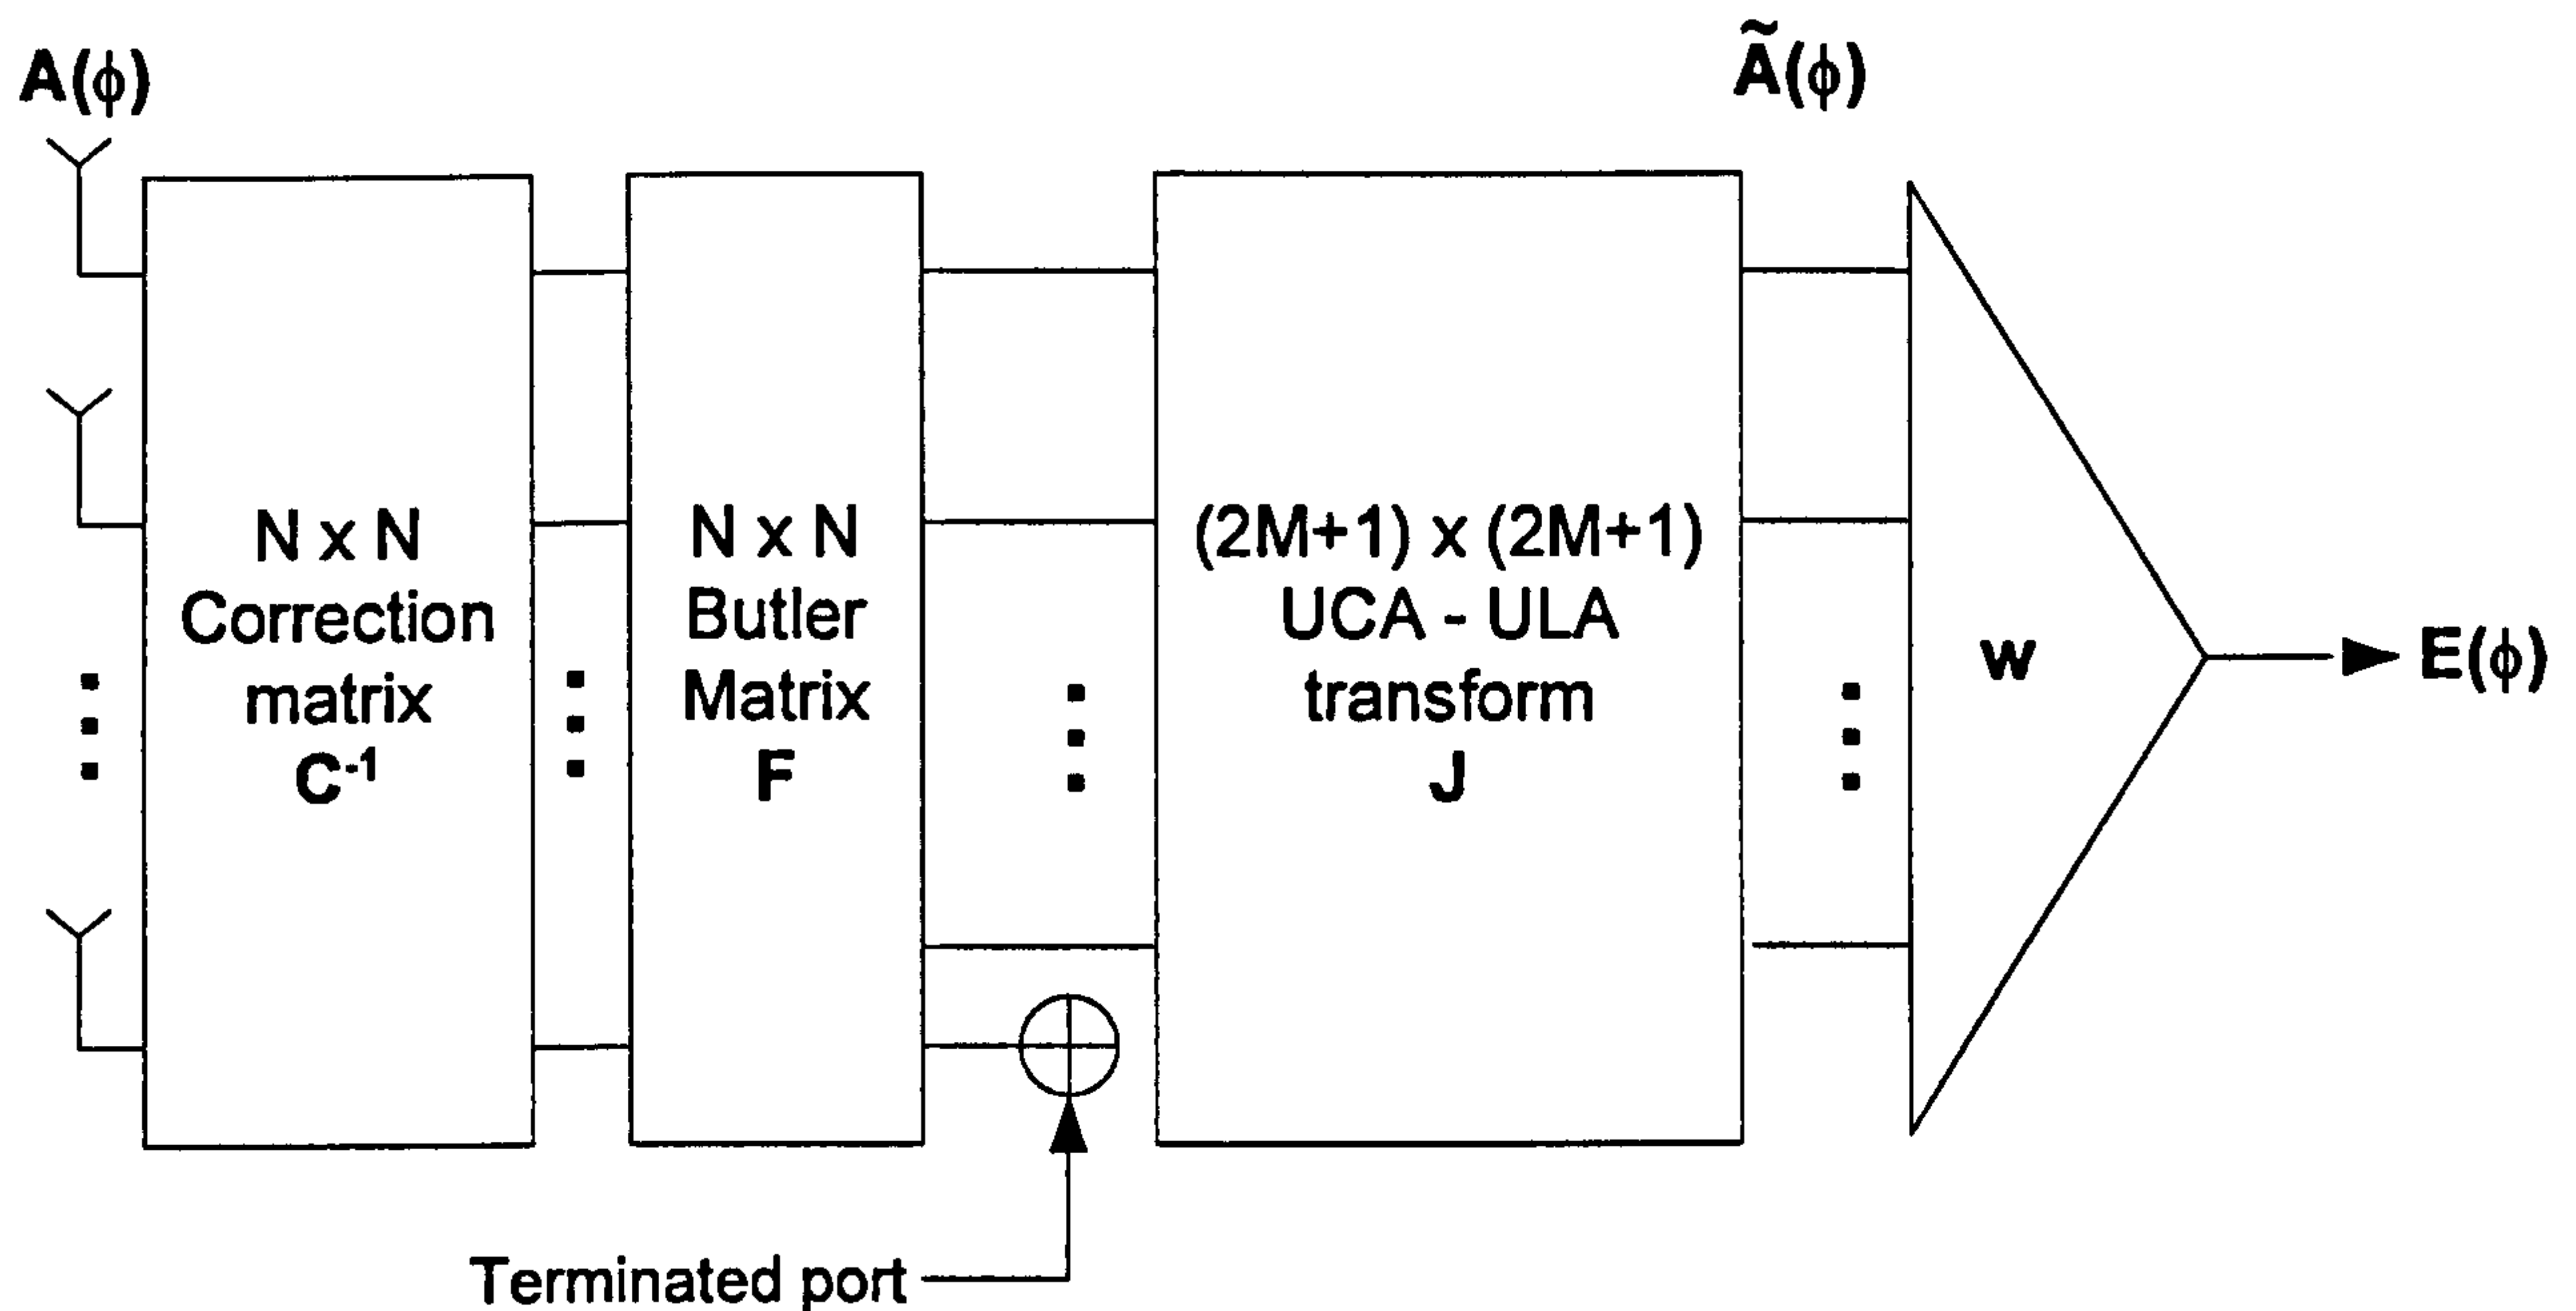 A(ϕ)
Ã(ϕ)
N x N
Correction
matrix
C⁻¹
N x N
Butler
Matrix
F
(2M+1) x (2M+1)
UCA - ULA
transform
J
w
E(ϕ)
Terminated port